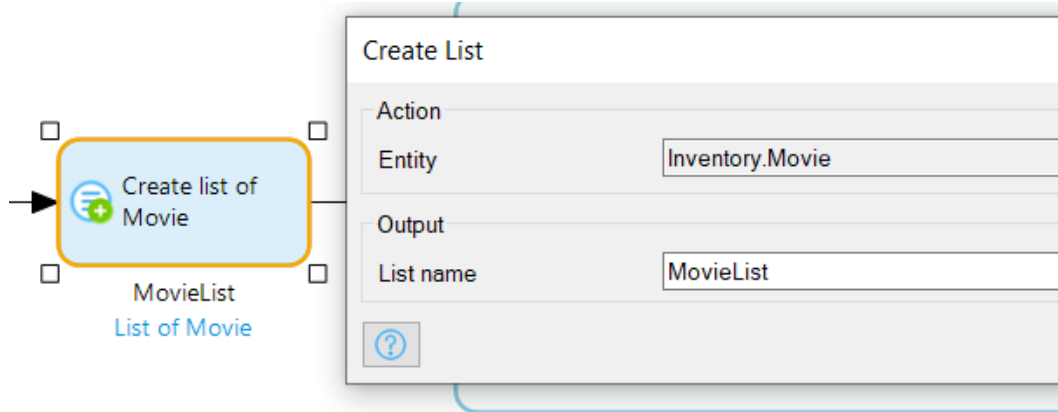 Create list of
Movie
MovieList
List of Movie
Create List
Action
Entity
Inventory.Movie
Output
List name
MovieList
?